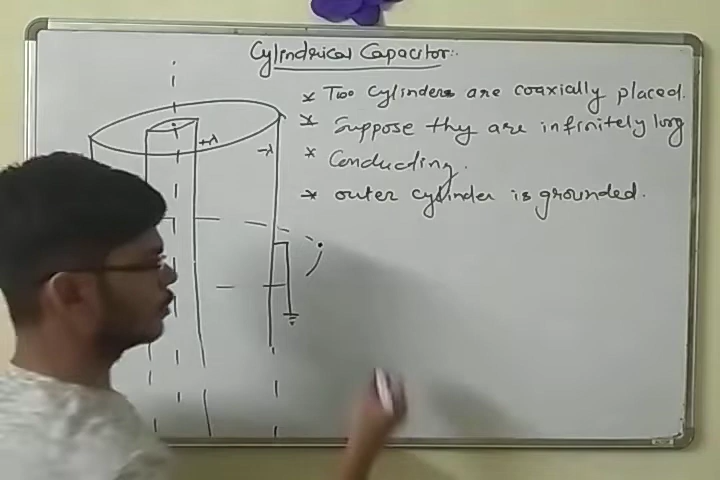 Cylindrical Capacitor:-
* Two cylinders are coaxially placed.
* Suppose they are infinitely long
* Conducting.
* outer cylinder is grounded.
+λ
-λ